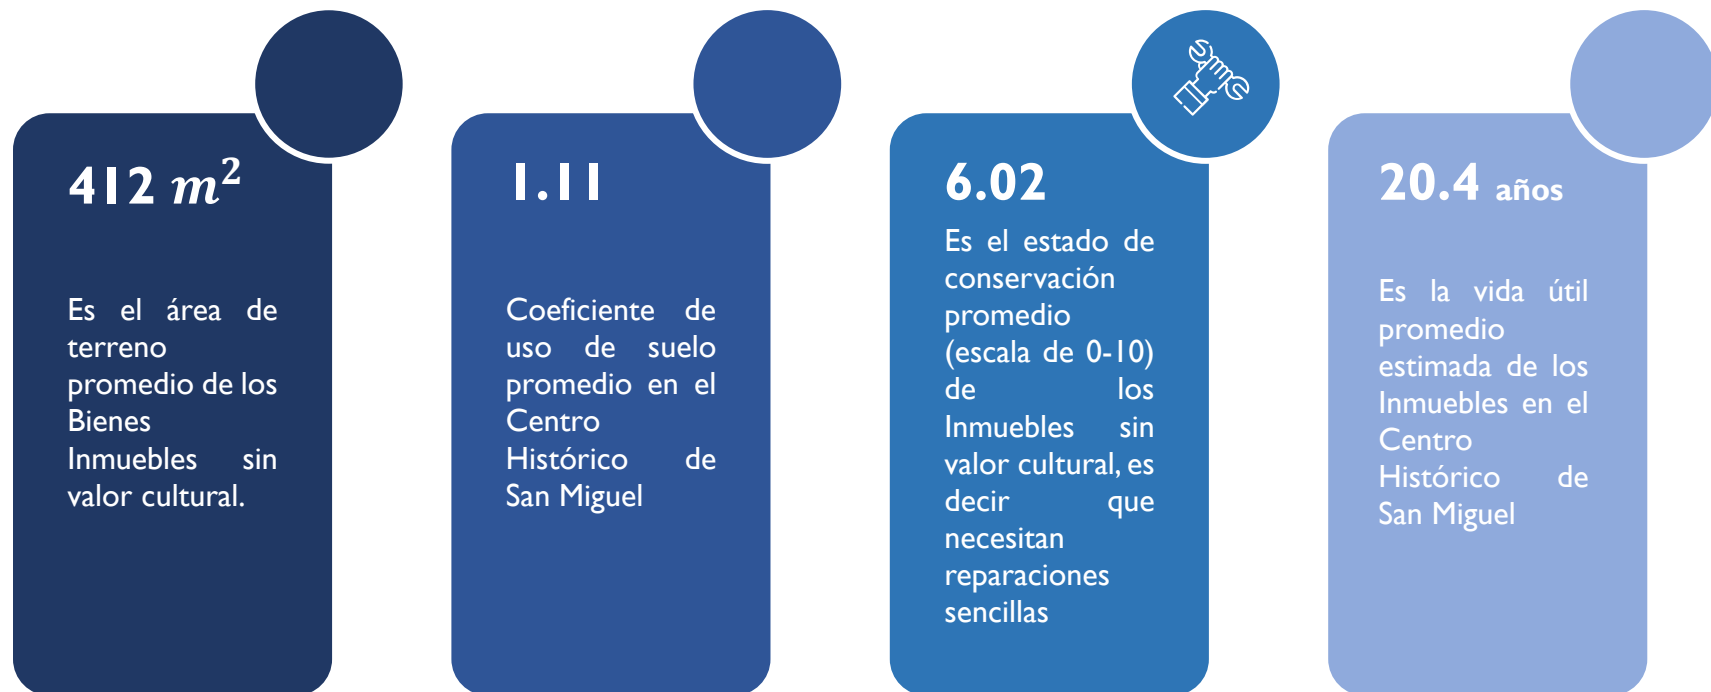 412 m²
Es el área de
terreno
promedio de los
Bienes
Inmuebles sin
valor cultural.
1.11
Coeficiente de
uso de suelo
promedio en el
Centro
Histórico de
San Miguel
6.02
Es el estado de
conservación
promedio
(escala de 0-10)
de los
Inmuebles sin
valor cultural, es
decir que
necesitan
reparaciones
sencillas
20.4 años
Es la vida útil
promedio
estimada de los
Inmuebles en el
Centro
Histórico de
San Miguel